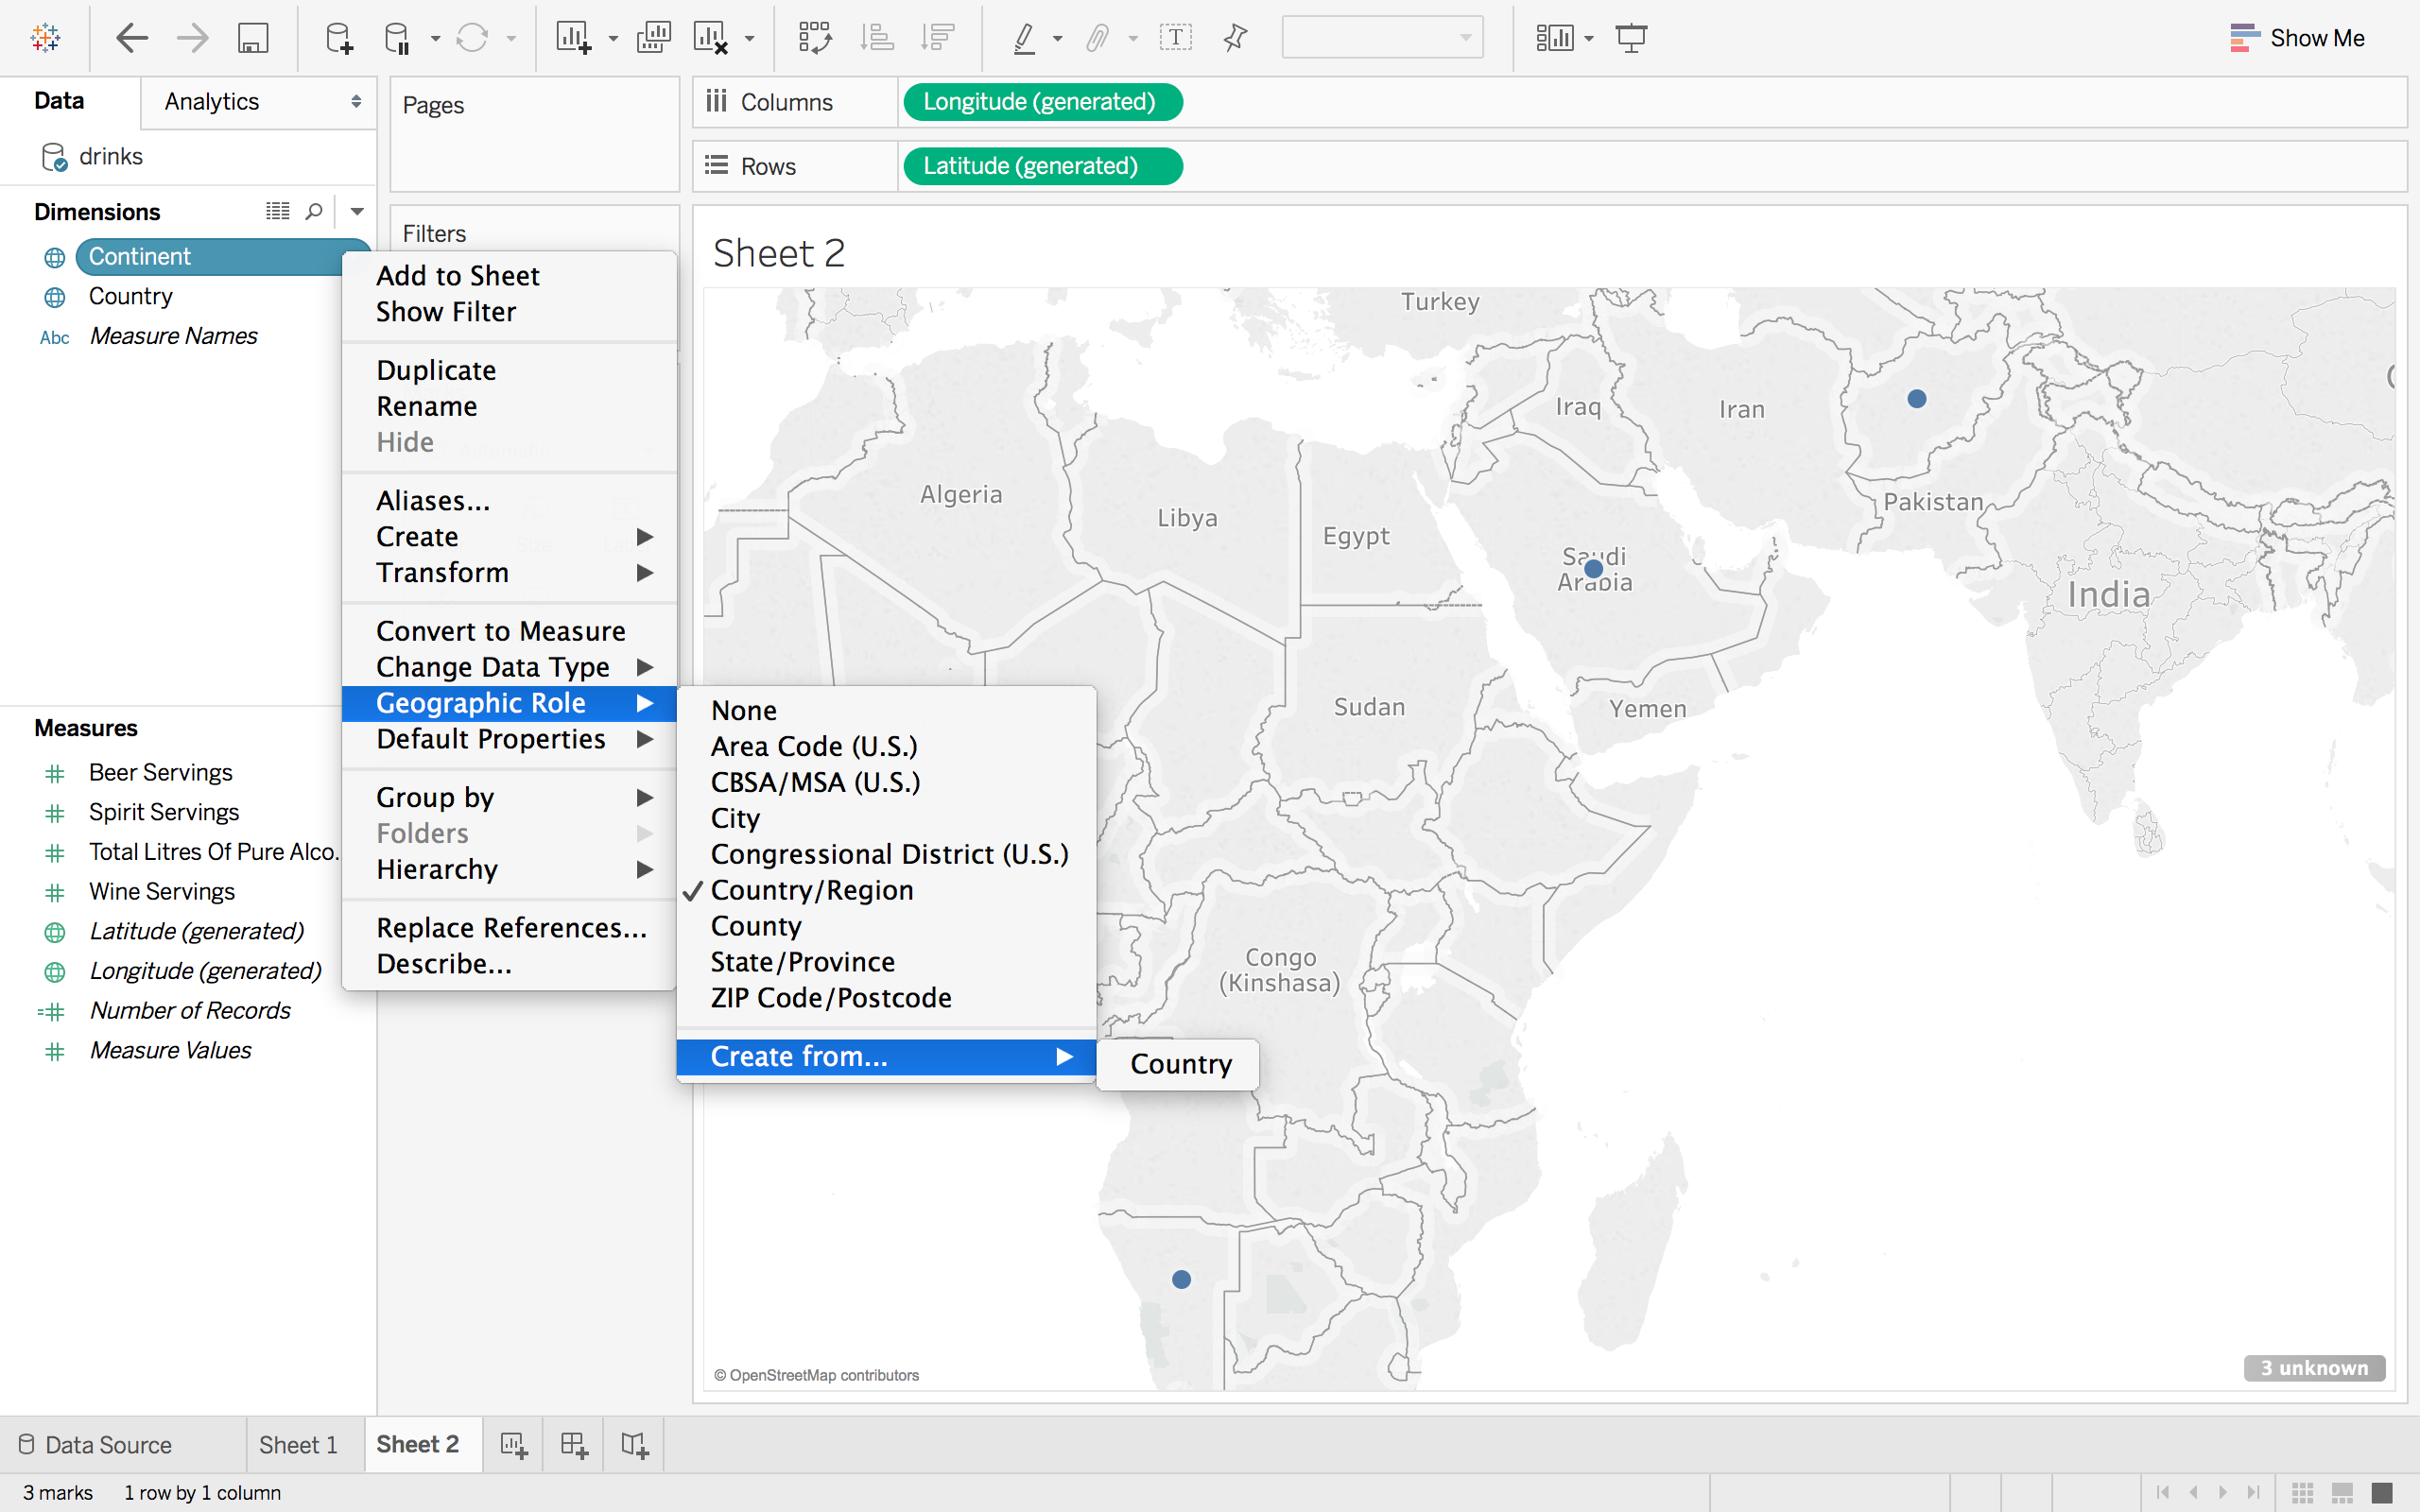 Show Me
Data
Analytics
Pages
Columns
Longitude (generated)
drinks
Rows
Latitude (generated)
Dimensions
Filters
Continent
Country
Abc Measure Names
Add to Sheet
Show Filter
Duplicate
Rename
Hide
Aliases...
Create
Transform
Convert to Measure
Change Data Type
Geographic Role
Default Properties
Group by
Folders
Hierarchy
Replace References...
Describe...
None
Area Code (U.S.)
CBSA/MSA (U.S.)
City
Congressional District (U.S.)
Country/Region
County
State/Province
ZIP Code/Postcode
Create from...
Country
Measures
Beer Servings
Spirit Servings
Total Litres Of Pure Alco.
Wine Servings
Latitude (generated)
Longitude (generated)
Number of Records
Measure Values
Sheet 2
Turkey
Iraq
Iran
Algeria
Libya
Egypt
Pakistan
Saudi
Arabia
India
Sudan
Yemen
Congo
(Kinshasa)
© OpenStreetMap contributors
3 unknown
Data Source
Sheet 1
Sheet 2
3 marks
1 row by 1 column